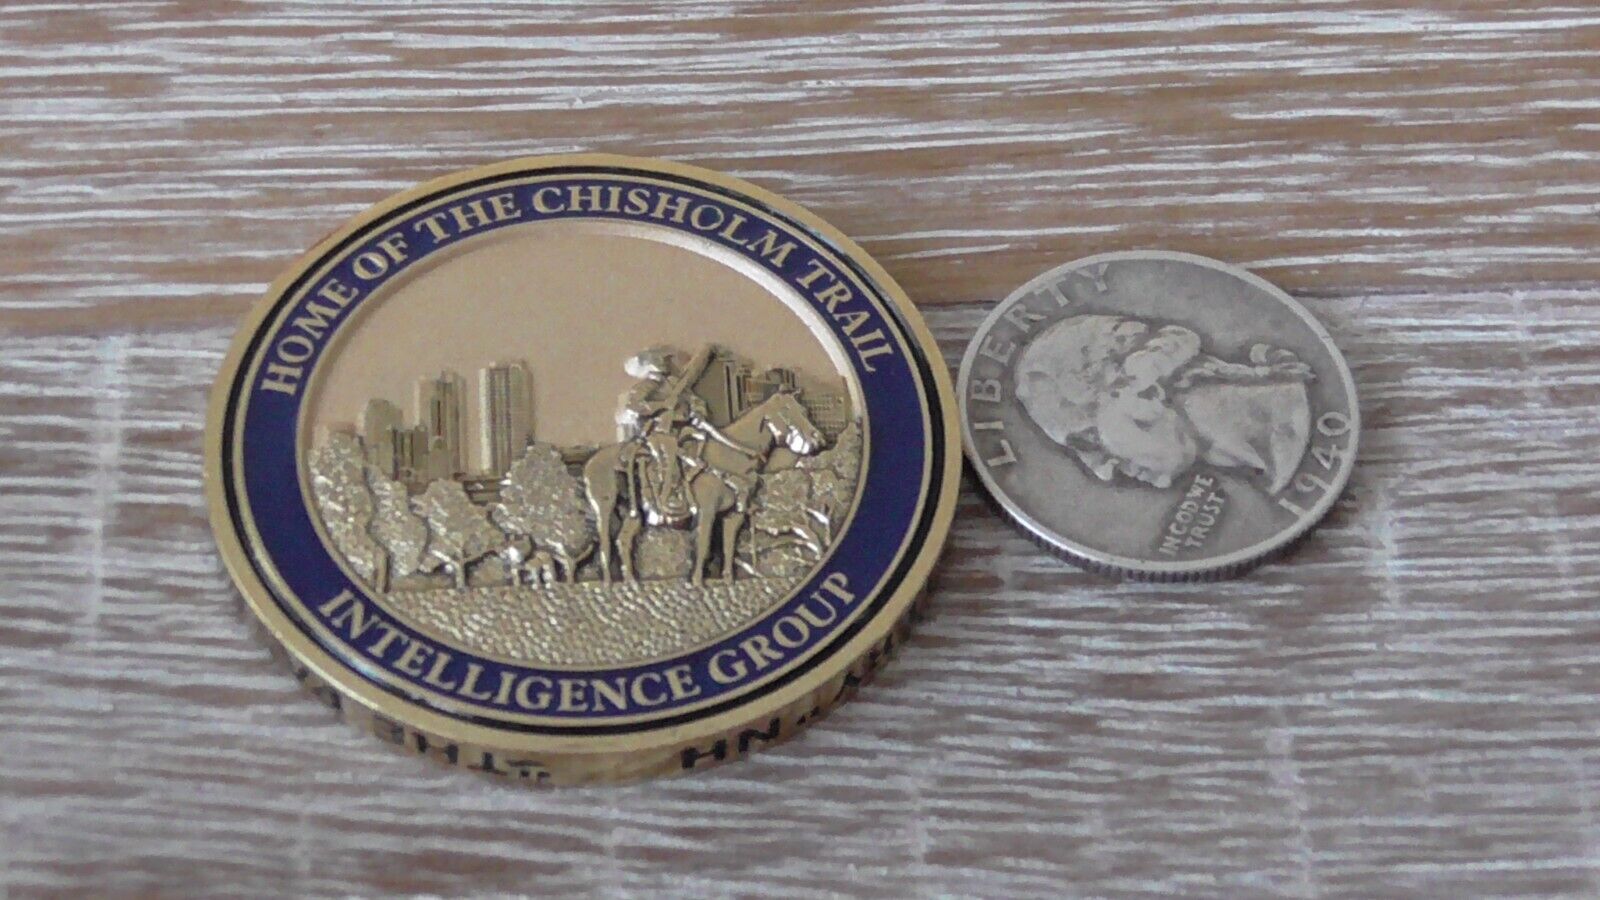 HOME OF THE CHISHOLM TRAIL
INTELLIGENCE GROUP
LIBERTY
IN GOD WE
TRUST
1940